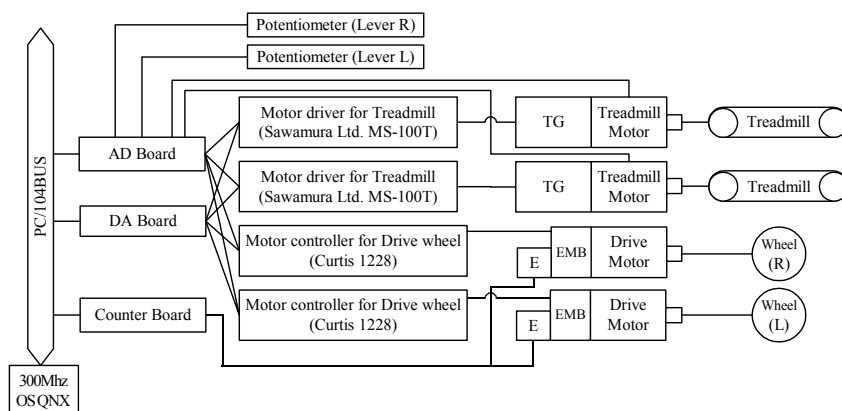 Potentiometer (Lever R)
Potentiometer (Lever L)
PC/104BUS
AD Board
DA Board
Counter Board
300Mhz
OS QNX
Motor driver for Treadmill
(Sawamura Ltd. MS-100T)
TG
Treadmill
Motor
Treadmill
Motor driver for Treadmill
(Sawamura Ltd. MS-100T)
TG
Treadmill
Motor
Treadmill
Motor controller for Drive wheel
(Curtis 1228)
E
EMB
Drive
Motor
Wheel
(R)
Motor controller for Drive wheel
(Curtis 1228)
E
EMB
Drive
Motor
Wheel
(L)